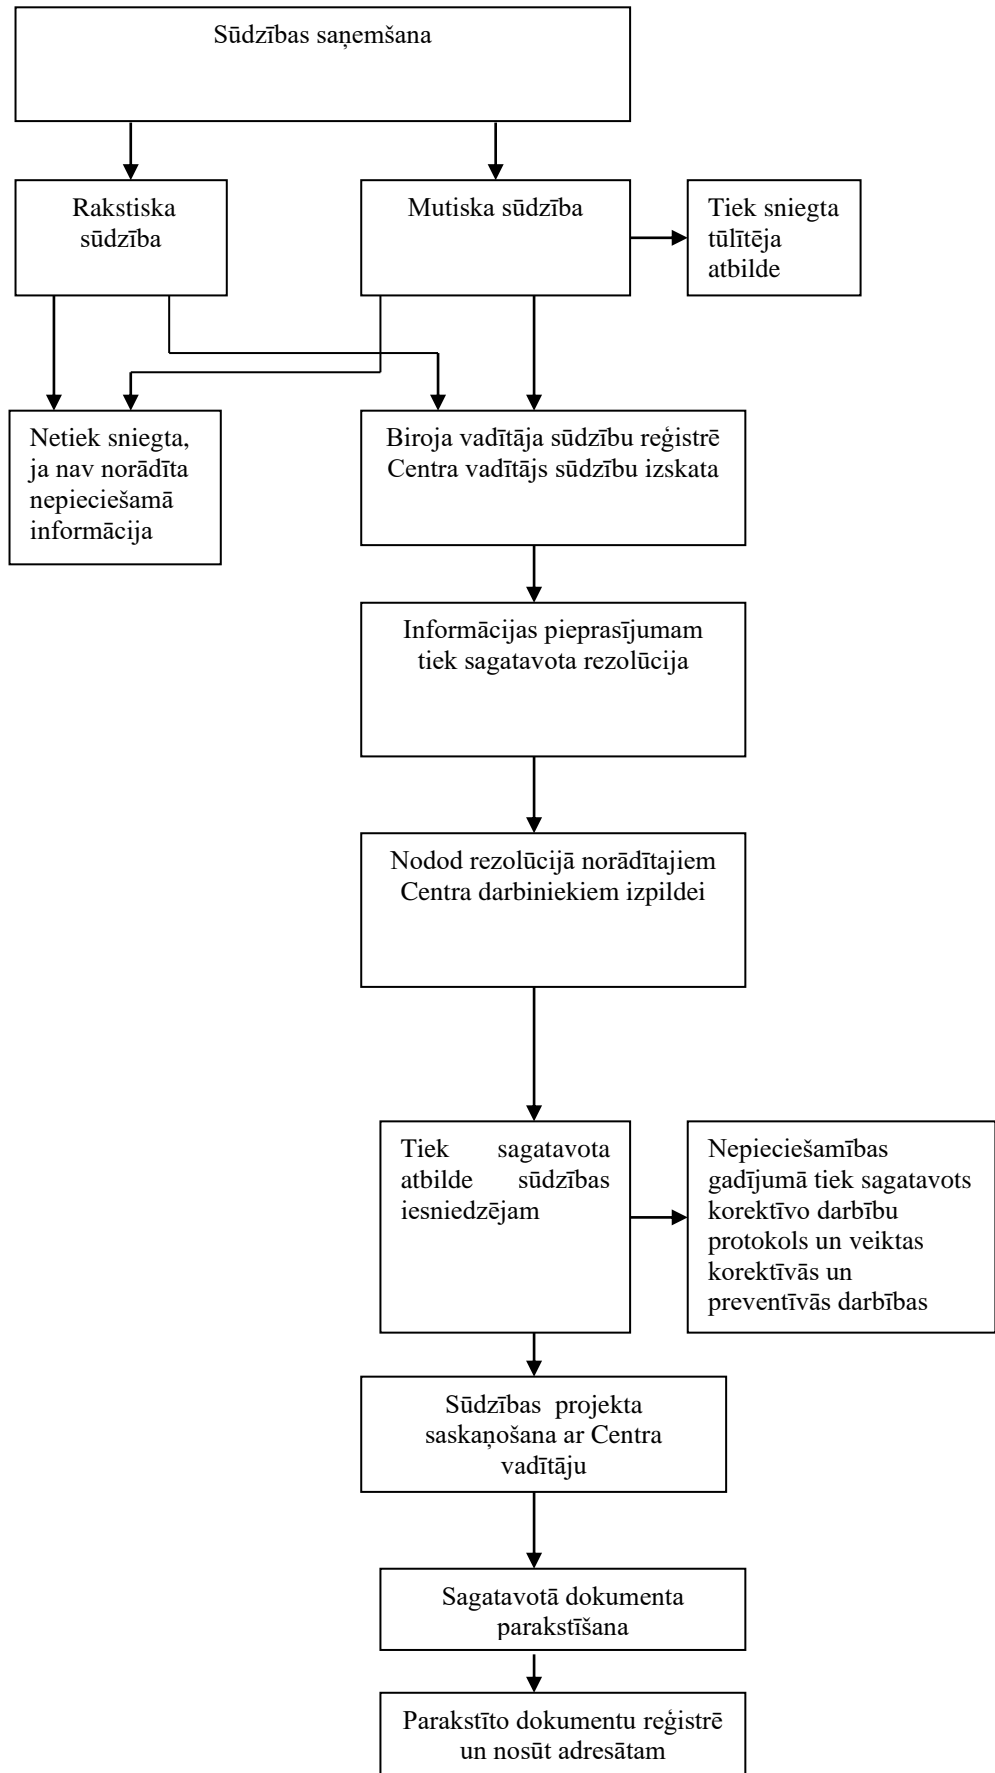 Sūdzības saņemšana
Rakstiska
sūdzība
Mutiska sūdzība
Tiek sniegta
tūlītēja
atbilde
Netiek sniegta,
ja nav norādīta
nepieciešamā
informācija
Biroja vadītāja sūdzību reģistrē
Centra vadītājs sūdzību izskata
Informācijas pieprasījumam
tiek sagatavota rezolūcija
Nodod rezolūcijā norādītajiem
Centra darbiniekiem izpildei
Tiek sagatavota
atbilde sūdzības
iesniedzējam
Nepieciešamības
gadījumā tiek sagatavots
korektīvo darbību
protokols un veiktas
korektīvās un
preventīvās darbības
Sūdzības projekta
saskaņošana ar Centra
vadītāju
Sagatavotā dokumenta
parakstīšana
Parakstīto dokumentu reģistrē
un nosūt adresātam